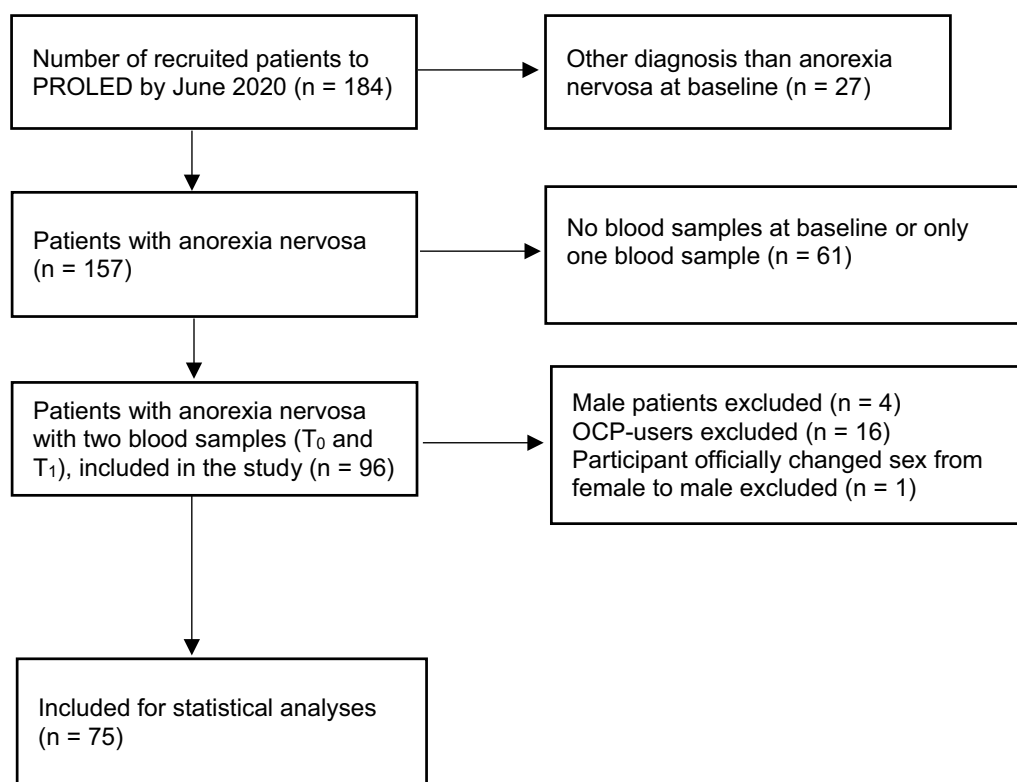 Number of recruited patients to
PROLED by June 2020 (n = 184)
Other diagnosis than anorexia
nervosa at baseline (n = 27)
Patients with anorexia nervosa
(n = 157)
No blood samples at baseline or only
one blood sample (n = 61)
Patients with anorexia nervosa
with two blood samples (T₀ and
T₁), included in the study (n = 96)
Male patients excluded (n = 4)
OCP-users excluded (n = 16)
Participant officially changed sex from
female to male excluded (n = 1)
Included for statistical analyses
(n = 75)